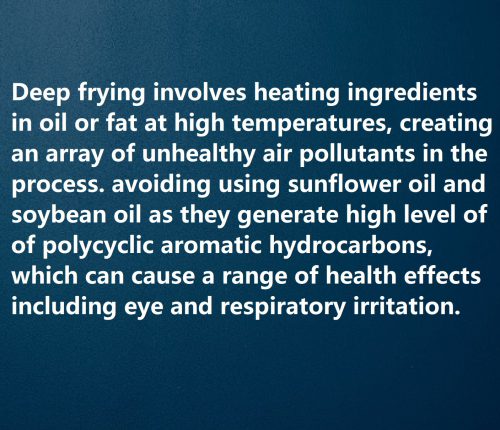 Deep frying involves heating ingredients
in oil or fat at high temperatures, creating
an array of unhealthy air pollutants in the
process. avoiding using sunflower oil and
soybean oil as they generate high level of
of polycyclic aromatic hydrocarbons,
which can cause a range of health effects
including eye and respiratory irritation.